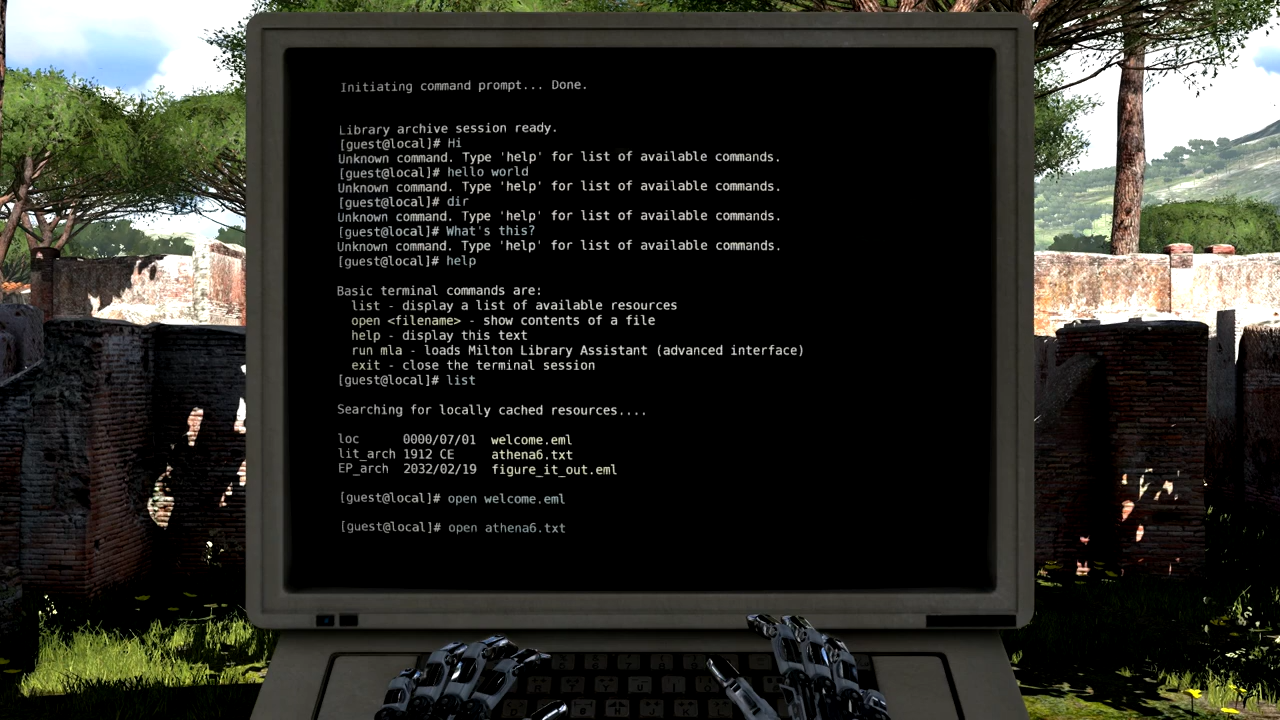 Initiating command prompt... Done.
Library archive session ready.
[guest@local]# Hi
Unknown command. Type 'help' for list of available commands.
[guest@local]# hello world
Unknown command. Type 'help' for list of available commands.
[guest@local]# dir
Unknown command. Type 'help' for list of available commands.
[guest@local]# What's this?
Unknown command. Type 'help' for list of available commands.
[guest@local]# help
Basic terminal commands are:
list - display a list of available resources
open <filename> - show contents of a file
help - display this text
run mla - loads Milton Library Assistant (advanced interface)
exit - close the terminal session
[guest@local]# list
Searching for locally cached resources....
loc 0000/07/01 welcome.eml
lit_arch 1912 CE athena6.txt
EP_arch 2032/02/19 figure_it_out.eml
[guest@local]# open welcome.eml
[guest@local]# open athena6.txt